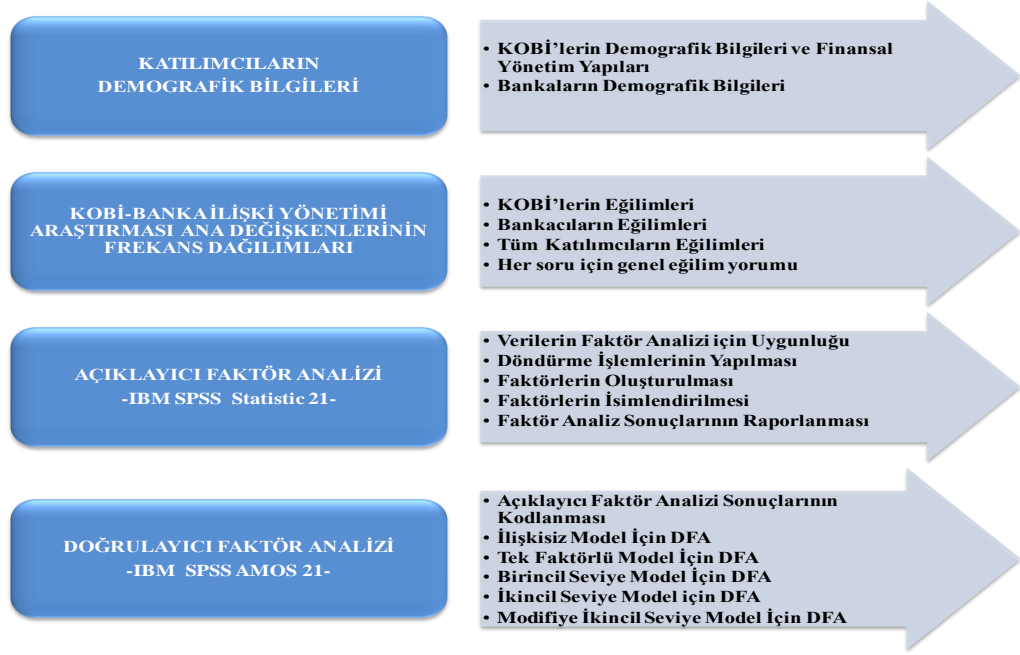 KATILIMCILARIN
DEMOGRAFİK BİLGİLERİ
• KOBİ’lerin Demografik Bilgileri ve Finansal
Yönetim Yapıları
• Bankaların Demografik Bilgileri
KOBİ-BANKA İLİŞKİ YÖNETİMİ
ARAŞTIRMASI ANA DEĞİŞKENLERİNİN
FREKANS DAĞILIMLARI
• KOBİ’lerin Eğilimleri
• Bankacıların Eğilimleri
• Tüm Katılımcıların Eğilimleri
• Her soru için genel eğilim yorumu
AÇIKLAYICI FAKTÖR ANALİZİ
-IBM SPSS Statistic 21-
• Verilerin Faktör Analizi için Uygunluğu
• Döndürme İşlemlerinin Yapılması
• Faktörlerin Oluşturulması
• Faktörlerin İsimlendirilmesi
• Faktör Analiz Sonuçlarının Raporlanması
DOĞRULAYICI FAKTÖR ANALİZİ
-IBM SPSS AMOS 21-
• Açıklayıcı Faktör Analizi Sonuçlarının
Kodlanması
• İlişkisiz Model İçin DFA
• Tek Faktörlü Model İçin DFA
• Birincil Seviye Model İçin DFA
• İkincil Seviye Model için DFA
• Modifiye İkincil Seviye Model İçin DFA